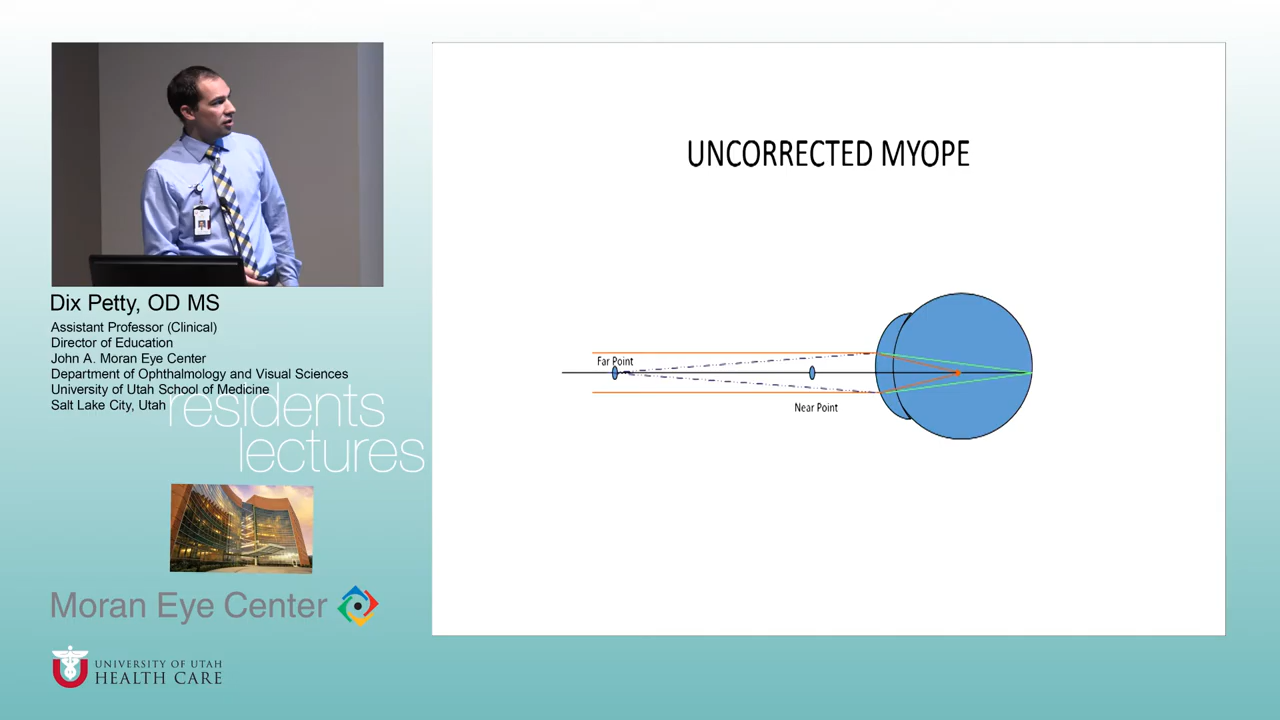 Dix Petty, OD MS
Assistant Professor (Clinical)
Director of Education
John A. Moran Eye Center
Department of Ophthalmology and Visual Sciences
University of Utah School of Medicine
Salt Lake City, Utah
residents
lectures
Moran Eye Center
UNIVERSITY OF UTAH
HEALTH CARE
UNCORRECTED MYOPE
Far Point
Near Point